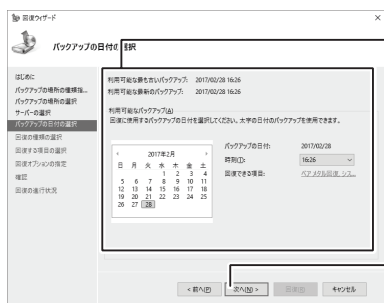 回復ウィザード
バックアップの日付の選択
はじめに
バックアップの場所の種類指...
バックアップの場所の選択
サーバーの選択
バックアップの日付の選択
回復の種類の選択
回復する項目の選択
回復オプションの指定
確認
回復の進行状況
利用可能な最も古いバックアップ: 2017/02/28 16:26
利用可能な最新のバックアップ: 2017/02/28 16:26
利用可能なバックアップ(A)
回復に使用するバックアップの日付を選択してください。太字の日付のバックアップを使用できます。
2017年2月
日 月 火 水 木 金 土
1 2 3 4
5 6 7 8 9 10 11
12 13 14 15 16 17 18
19 20 21 22 23 24 25
26 27 28
バックアップの日付: 2017/02/28
時刻(T): 16:26
回復できる項目: ベア メタル回復, シス...
< 前へ(P) 次へ(N) > 回復(R) キャンセル